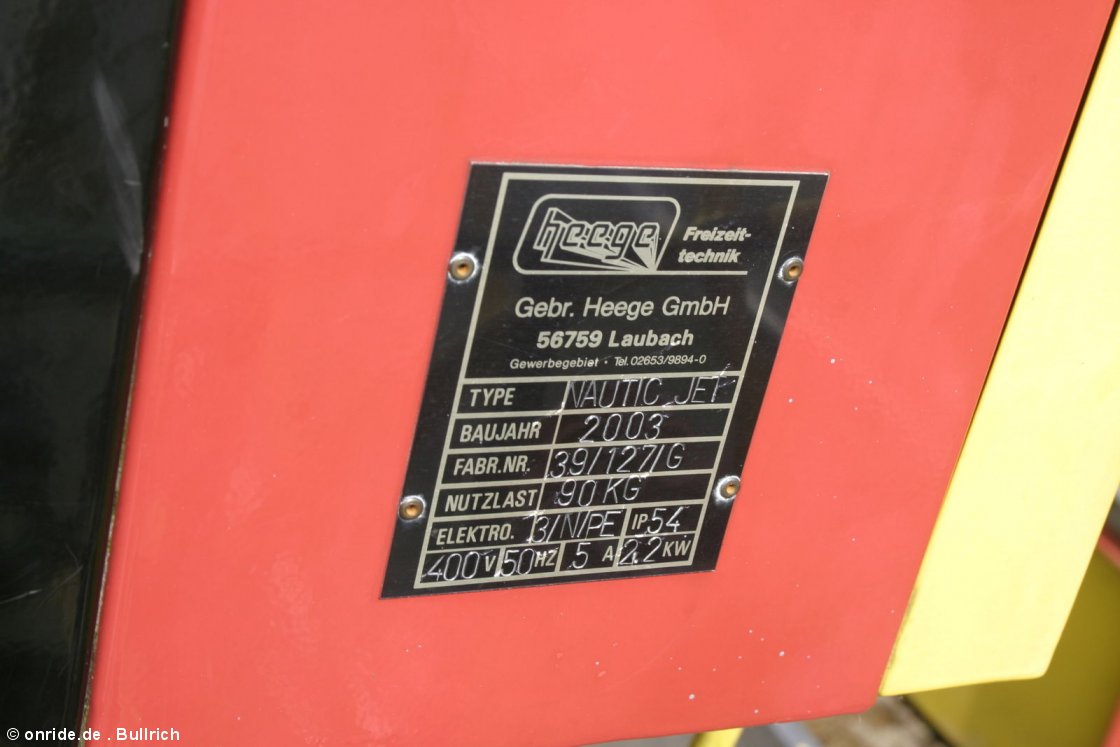 heege Freizeit-
technik
Gebr. Heege GmbH
56759 Laubach
Gewerbegebiet • Tel. 02653/9894-0
TYPE NAUTIC JET
BAUJAHR 2003
FABR.NR. 39/127/G
NUTZLAST 90 KG
ELEKTRO. 3/N/PE IP 54
400 V 50 HZ 5 A 2.2 KW
© onride.de . Bullrich